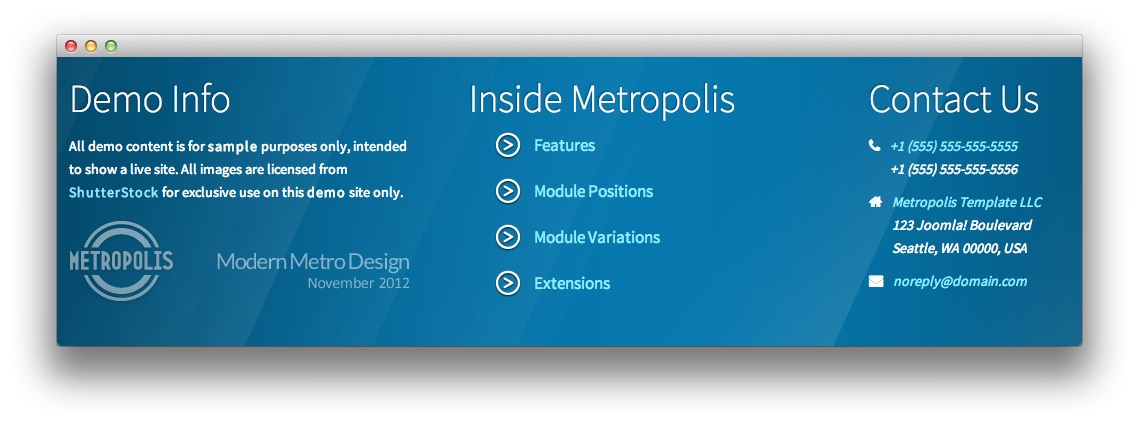 Demo Info
All demo content is for sample purposes only, intended
to show a live site. All images are licensed from
ShutterStock for exclusive use on this demo site only.
METROPOLIS
Modern Metro Design
November 2012
Inside Metropolis
Features
Module Positions
Module Variations
Extensions
Contact Us
+1 (555) 555-555-5555
+1 (555) 555-555-5556
Metropolis Template LLC
123 Joomla! Boulevard
Seattle, WA 00000, USA
noreply@domain.com